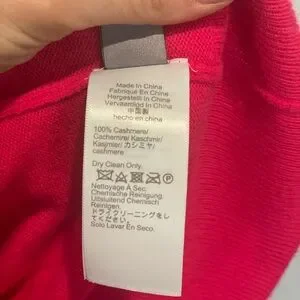 Made In China
Fabriqué En Chine
Hergestellt in China
Vervaardigd In China
中国製
hecho en china
100% Cashmere/
Cachemire/ Kaschmir/
Kasjmier/ カシミヤ/
cashmere
Dry Clean Only.
Nettoyage A Sec.
Chemische Reinigung.
Uitsluitend Chemisch
Reinigen.
ドライクリーニングをし
てください。
Solo Lavar En Seco.